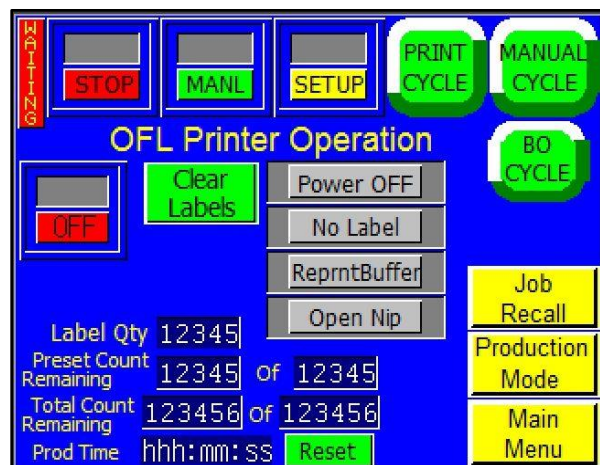 WAITING
STOP
MANL
SETUP
PRINT
CYCLE
MANUAL
CYCLE
OFL Printer Operation
BO
CYCLE
OFF
Clear
Labels
Power OFF
No Label
ReprntBuffer
Open Nip
Job
Recall
Label Qty 12345
Preset Count
Remaining 12345 Of 12345
Production
Mode
Total Count
Remaining 123456 Of 123456
Prod Time hhh:mm:ss Reset
Main
Menu